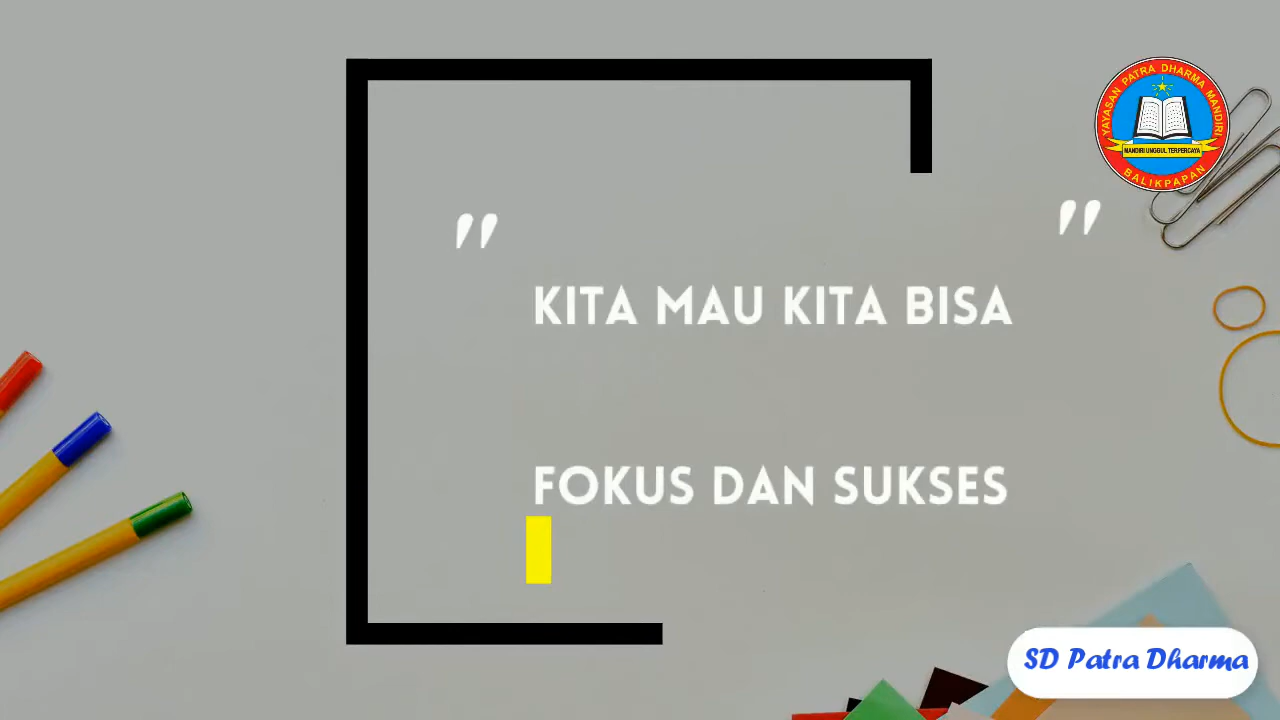 YAYASAN PATRA DHARMA MANDIRI
MANDIRI UNGGUL TERPERCAYA
BALIKPAPAN
" "
KITA MAU KITA BISA
FOKUS DAN SUKSES
SD Patra Dharma